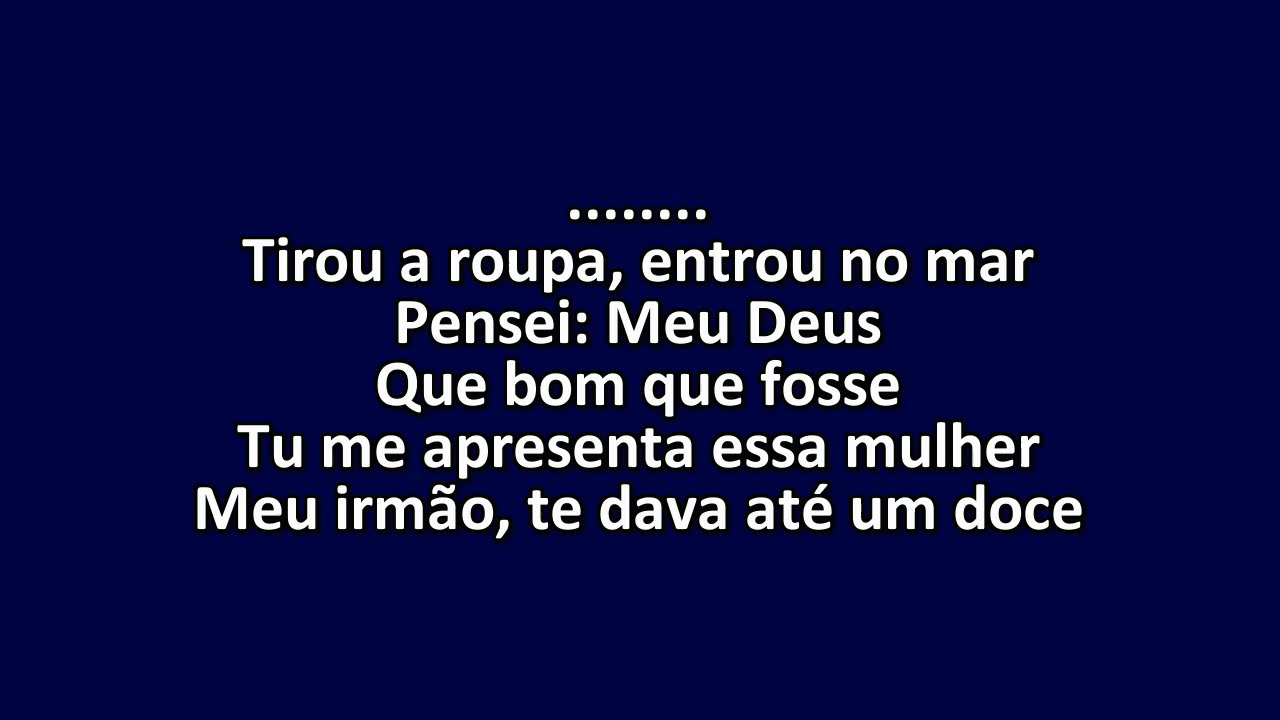 ........
Tirou a roupa, entrou no mar
Pensei: Meu Deus
Que bom que fosse
Tu me apresenta essa mulher
Meu irmão, te dava até um doce